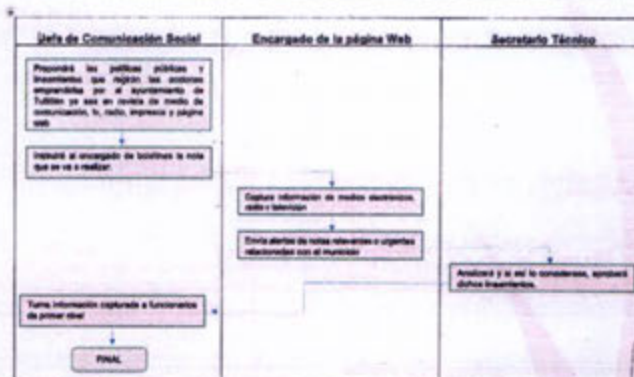 Jefe de Comunicación Social
Encargado de la página Web
Secretario Técnico
Propondrá las políticas públicas y
lineamientos que regirán las acciones
emprendidas por el ayuntamiento de
Tultitlán ya sea en revista de medio de
comunicación, tv, radio, impresos y página
web
Instruirá al encargado de boletines la nota
que se va a realizar.
Captura información de medios electrónicos,
radio y televisión
Envía alertas de notas relevantes o urgentes
relacionadas con el municipio
Analizará y si así lo considerase, aprobará
dichos lineamientos.
Turna información capturada a funcionarios
de primer nivel
FINAL